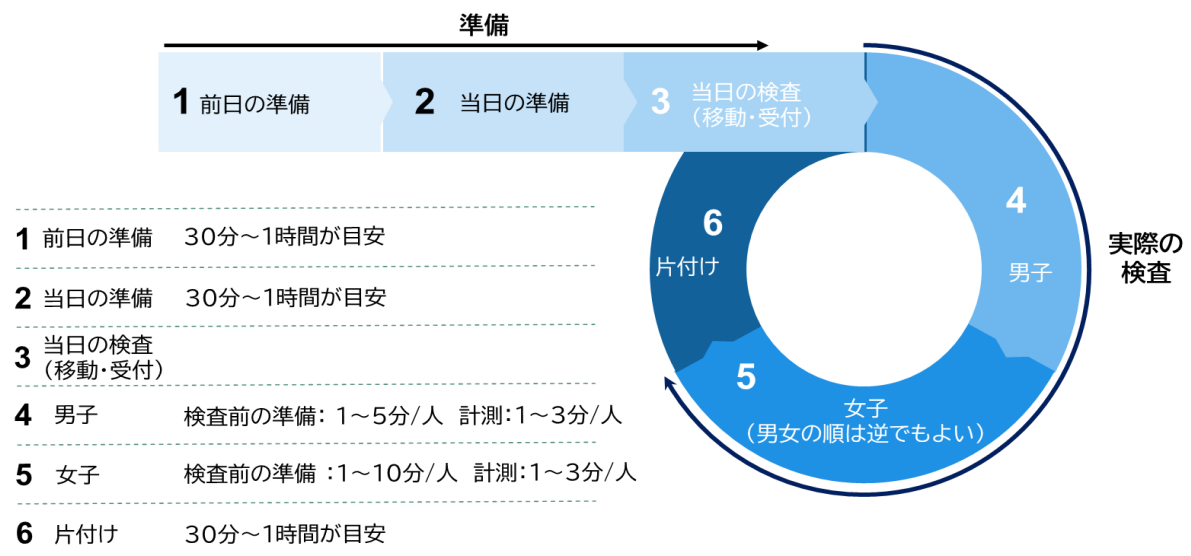 準備
1 前日の準備
2 当日の準備
3 当日の検査
（移動・受付）
4
男子
実際の
検査
5
女子
（男女の順は逆でもよい）
6
片付け
1 前日の準備 30分～1時間が目安
2 当日の準備 30分～1時間が目安
3 当日の検査
（移動・受付）
4 男子 検査前の準備： 1～5分/人 計測：1～3分/人
5 女子 検査前の準備 ：1～10分/人 計測：1～3分/人
6 片付け 30分～1時間が目安